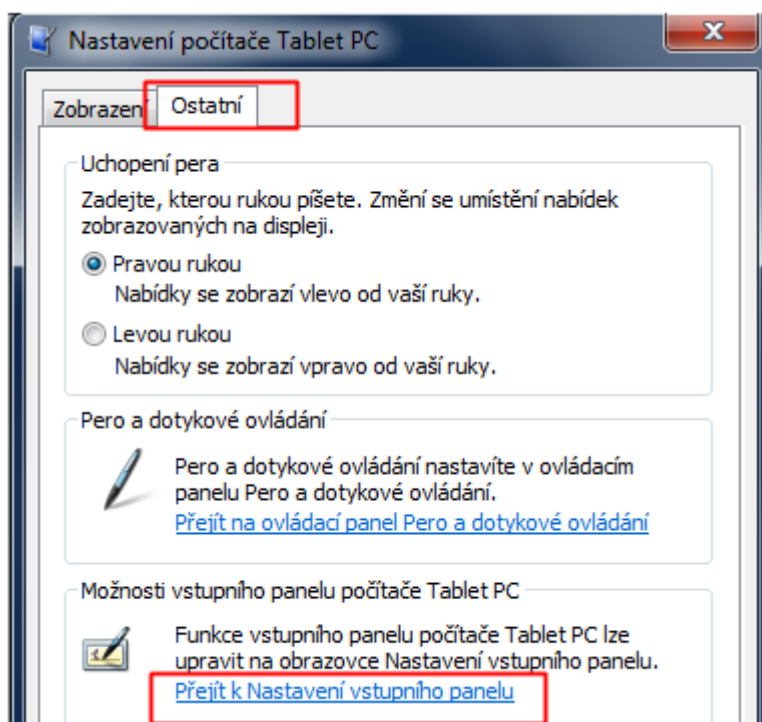 Nastavení počítače Tablet PC
Zobrazení
Ostatní
Uchopení pera
Zadejte, kterou rukou píšete. Změní se umístění nabídek
zobrazovaných na displeji.
Pravou rukou
Nabídky se zobrazí vlevo od vaší ruky.
Levou rukou
Nabídky se zobrazí vpravo od vaší ruky.
Pero a dotykové ovládání
Pero a dotykové ovládání nastavíte v ovládacím
panelu Pero a dotykové ovládání.
Přejít na ovládací panel Pero a dotykové ovládání
Možnosti vstupního panelu počítače Tablet PC
Funkce vstupního panelu počítače Tablet PC lze
upravit na obrazovce Nastavení vstupního panelu.
Přejít k Nastavení vstupního panelu